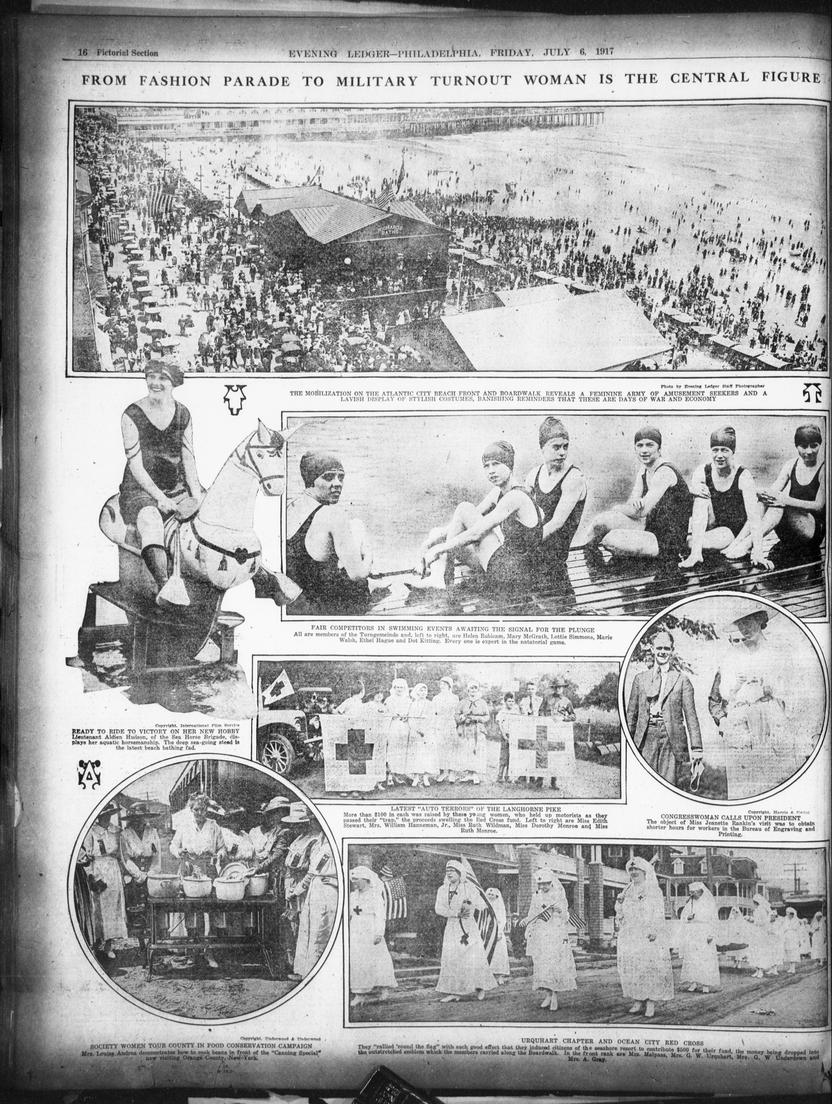 16 Pictorial Section
EVENING LEDGER—PHILADELPHIA, FRIDAY, JULY 6, 1917
FROM FASHION PARADE TO MILITARY TURNOUT WOMAN IS THE CENTRAL FIGURE
Photo by Evening Ledger Staff Photographer
THE MOBILIZATION ON THE ATLANTIC CITY BEACH FRONT AND BOARDWALK REVEALS A FEMININE ARMY OF AMUSEMENT SEEKERS AND A
LAVISH DISPLAY OF STYLISH COSTUMES, BANISHING REMINDERS THAT THESE ARE DAYS OF WAR AND ECONOMY
FAIR COMPETITORS IN SWIMMING EVENTS AWAITING THE SIGNAL FOR THE PLUNGE
All are members of the Turngemeinde and, left to right, are Helen Rubicam, Mary McGrath, Lottie Simmons, Marie
Walsh, Ethel Hague and Dot Kitting. Every one is expert in the natatorial game.
Copyright, International Film Service
READY TO RIDE TO VICTORY ON HER NEW HOBBY
Lieutenant Aldien Huison, of the Sea Horse Brigade, dis-
plays her aquatic horsemanship. The deep sea-going steed is
the latest beach bathing fad.
LATEST "AUTO TERRORS" OF THE LANGHORNE PIKE
More than $100 in cash was raised by these young women, who held up motorists as they
passed their "trap," the proceeds swelling the Red Cross fund. Left to right are Miss Edith
Stewart, Mrs. William Hanneman, Jr., Miss Ruth Wildman, Miss Dorothy Monroe and Miss
Ruth Monroe.
Copyright, Harris &
CONGRESSWOMAN CALLS UPON PRESIDENT
The object of Miss Jeanette Rankin's visit was to obtain
shorter hours for workers in the Bureau of Engraving and
Printing.
Copyright, Underwood & Underwood
SOCIETY WOMEN TOUR COUNTY IN FOOD CONSERVATION CAMPAIGN
Mrs. Louise Andrea demonstrates how to cook beans in front of the "Canning Special"
now visiting Orange County, New York.
URQUHART CHAPTER AND OCEAN CITY RED CROSS
They "rallied 'round the flag" with such good effect that they induced citizens of the seashore resort to contribute $500 for their fund, the money being dropped into
the outstretched emblem which the members carried along the Boardwalk. In the front rank are Mrs. Malpass, Mrs. G. W. Urquhart, Mrs. G. W. Underdown and
Mrs. A. Gray.